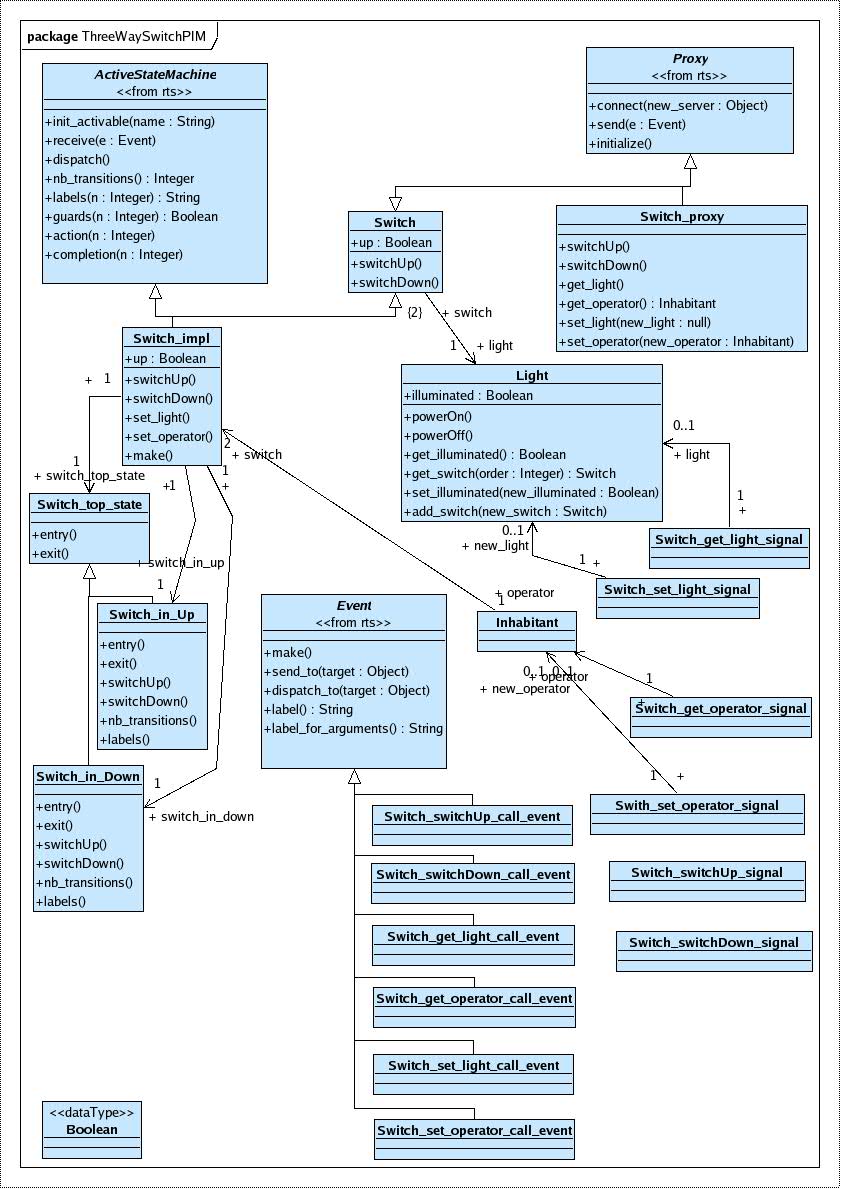 package ThreeWaySwitchPIM
ActiveStateMachine
<<from rts>>
+init_activable(name : String)
+receive(e : Event)
+dispatch()
+nb_transitions() : Integer
+labels(n : Integer) : String
+guards(n : Integer) : Boolean
+action(n : Integer)
+completion(n : Integer)
Proxy
<<from rts>>
+connect(new_server : Object)
+send(e : Event)
+initialize()
Switch
+up : Boolean
+switchUp()
+switchDown()
Switch_proxy
+switchUp()
+switchDown()
+get_light()
+get_operator() : Inhabitant
+set_light(new_light : null)
+set_operator(new_operator : Inhabitant)
{2}
+ switch
1
+ light
Switch_impl
+up : Boolean
+switchUp()
+switchDown()
+set_light()
+set_operator()
+make()
+ 1
1
+ switch_top_state
2
+ switch
1
+
+1
Light
+illuminated : Boolean
+powerOn()
+powerOff()
+get_illuminated() : Boolean
+get_switch(order : Integer) : Switch
+set_illuminated(new_illuminated : Boolean)
+add_switch(new_switch : Switch)
0..1
+ light
1
+
Switch_get_light_signal
0..1
+ new_light
1 +
Switch_set_light_signal
Switch_top_state
+entry()
+exit()
+ switch_in_up
1
Switch_in_Up
+entry()
+exit()
+switchUp()
+switchDown()
+nb_transitions()
+labels()
Event
<<from rts>>
+make()
+send_to(target : Object)
+dispatch_to(target : Object)
+label() : String
+label_for_arguments() : String
+ operator
1
Inhabitant
0..1
0..1
+ operator
+ new_operator
1
+
Switch_get_operator_signal
1 +
Swith_set_operator_signal
Switch_in_Down
+entry()
+exit()
+switchUp()
+switchDown()
+nb_transitions()
+labels()
1
+ switch_in_down
Switch_switchUp_call_event
Switch_switchDown_call_event
Switch_get_light_call_event
Switch_get_operator_call_event
Switch_set_light_call_event
Switch_set_operator_call_event
Switch_switchUp_signal
Switch_switchDown_signal
<<dataType>>
Boolean